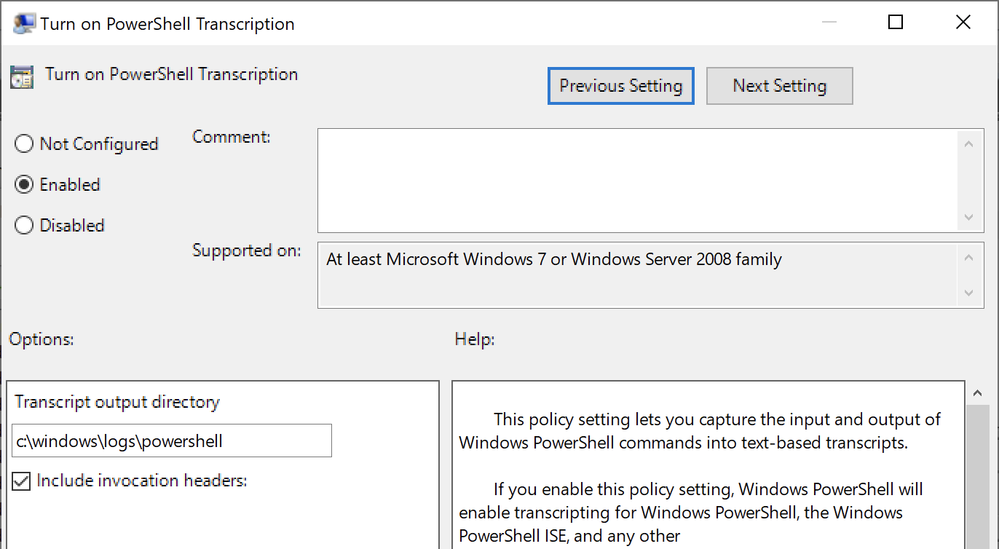 Turn on PowerShell Transcription
Turn on PowerShell Transcription
Previous Setting
Next Setting
Not Configured
Enabled
Disabled
Comment:
Supported on:
At least Microsoft Windows 7 or Windows Server 2008 family
Options:
Help:
Transcript output directory
c:\windows\logs\powershell
Include invocation headers:
This policy setting lets you capture the input and output of
Windows PowerShell commands into text-based transcripts.
If you enable this policy setting, Windows PowerShell will
enable transcripting for Windows PowerShell, the Windows
PowerShell ISE, and any other